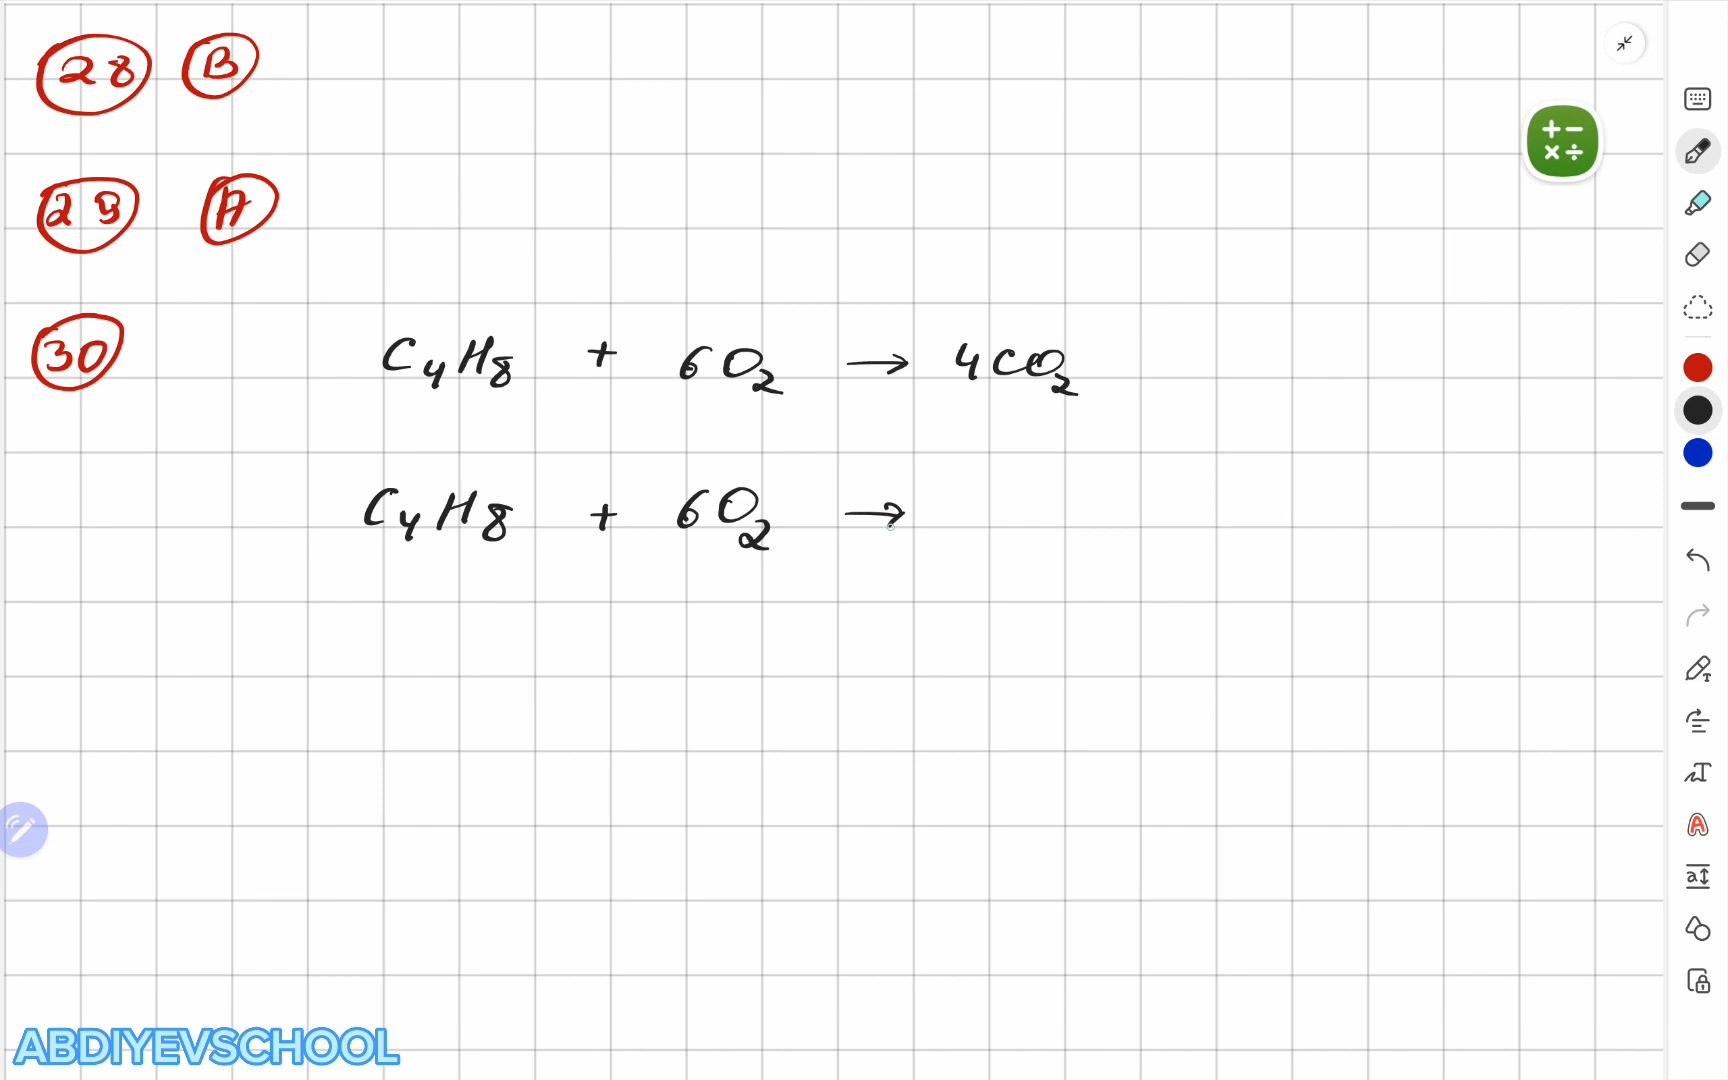 28 B
29 A
30 C₄H₈ + 6O₂ → 4CO₂
C₄H₈ + 6O₂ →
ABDIYEVSCHOOL